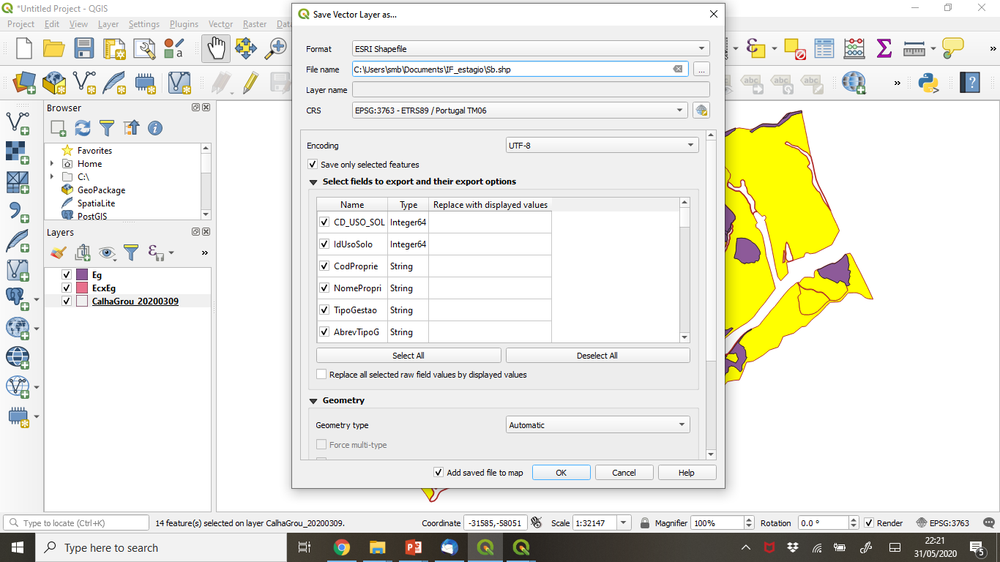 *Untitled Project - QGIS
Project Edit View Layer Settings Plugins Vector Raster
Save Vector Layer as...
Format ESRI Shapefile
File name C:\Users\smb\Documents\IF_estagio\Sb.shp ...
Layer name
CRS EPSG:3763 - ETRS89 / Portugal TM06
Encoding UTF-8
Save only selected features
Select fields to export and their export options
Name Type Replace with displayed values
CD_USO_SOL Integer64
IdUsoSolo Integer64
CodProprie String
NomePropri String
TipoGestao String
AbrevTipoG String
Select All Deselect All
Replace all selected raw field values by displayed values
Geometry
Geometry type Automatic
Force multi-type
Add saved file to map OK Cancel Help
Browser
Favorites
Home
C:\
GeoPackage
SpatiaLite
PostGIS
Layers
Eg
EcxEg
CalhaGrou_20200309
abc abc abc
Type to locate (Ctrl+K) 14 feature(s) selected on layer CalhaGrou_20200309. Coordinate -31585,-58051 Scale 1:32147 Magnifier 100% Rotation 0.0 ° Render EPSG:3763
Type here to search
22:21
31/05/2020
5